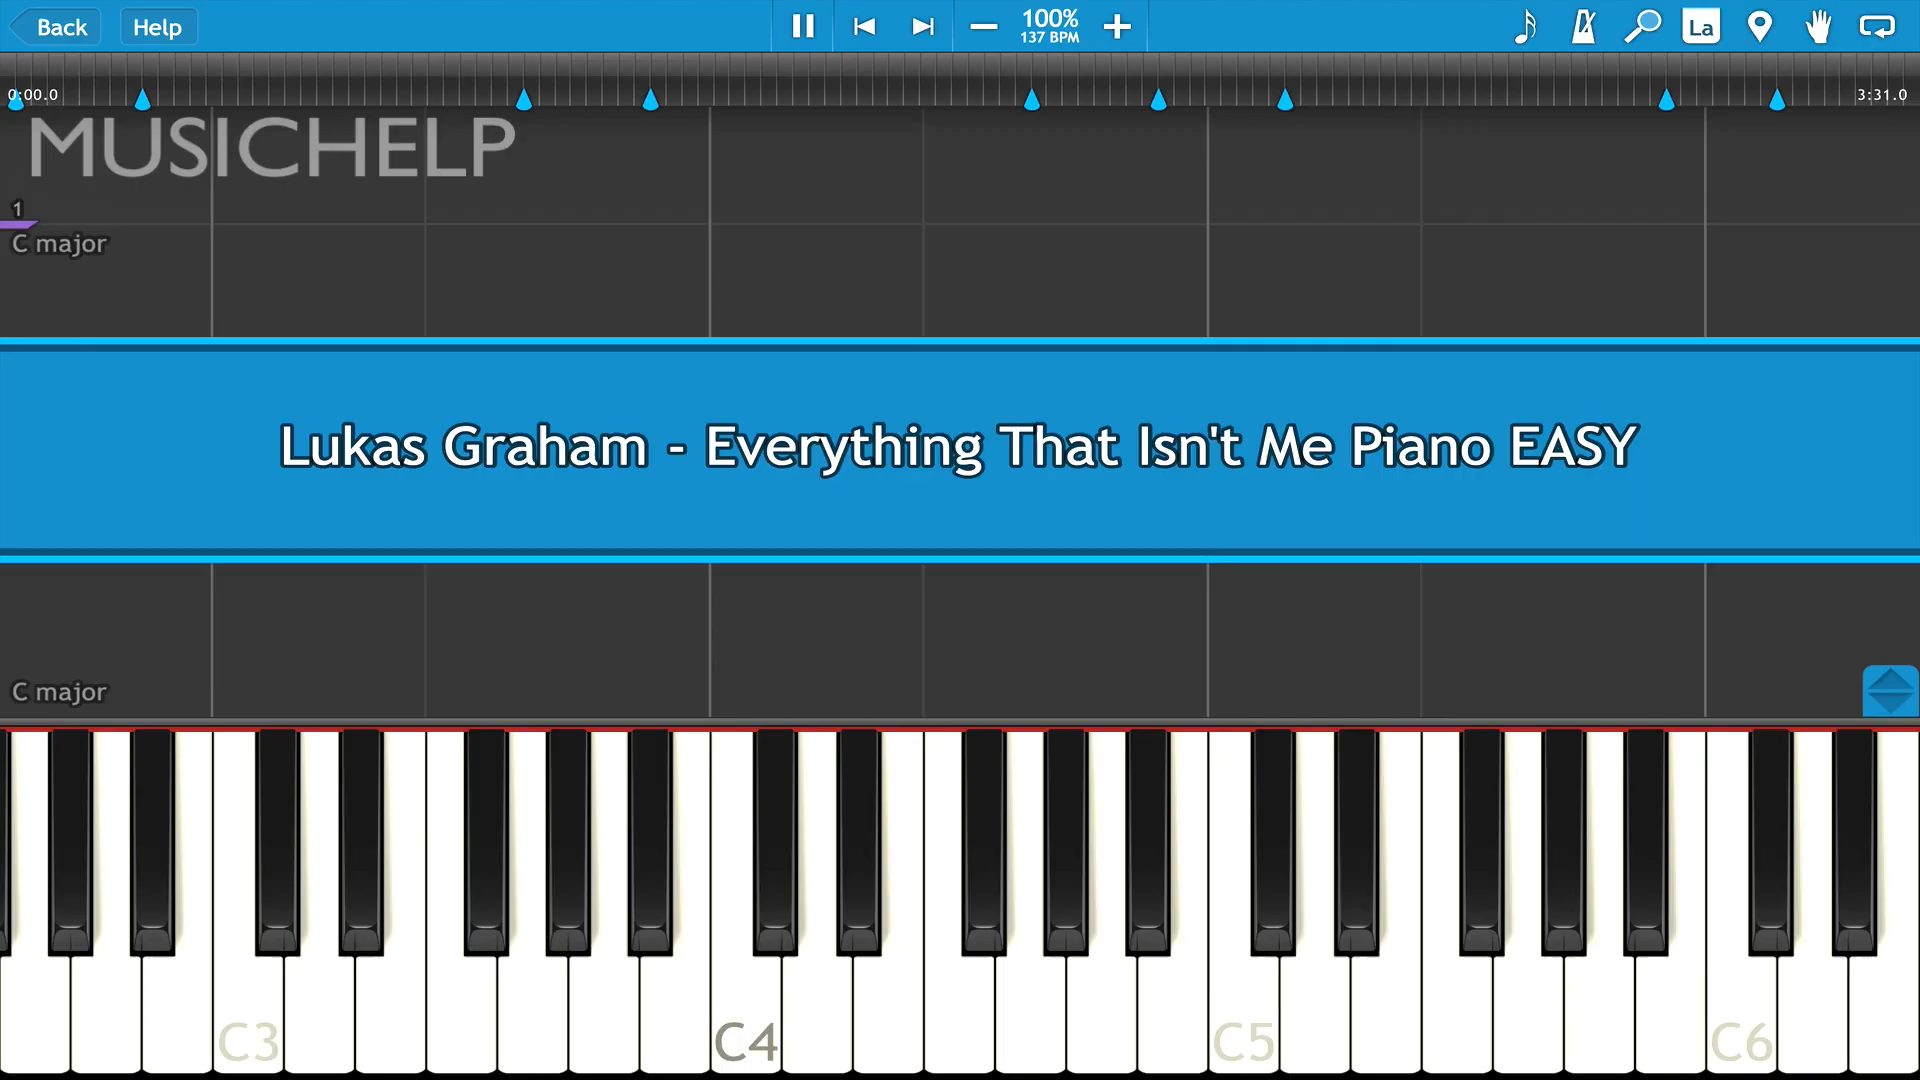 Back
Help
100%
137 BPM
La
0:00.0
3:31.0
MUSICHELP
1
C major
Lukas Graham - Everything That Isn't Me Piano EASY
C major
C3
C4
C5
C6